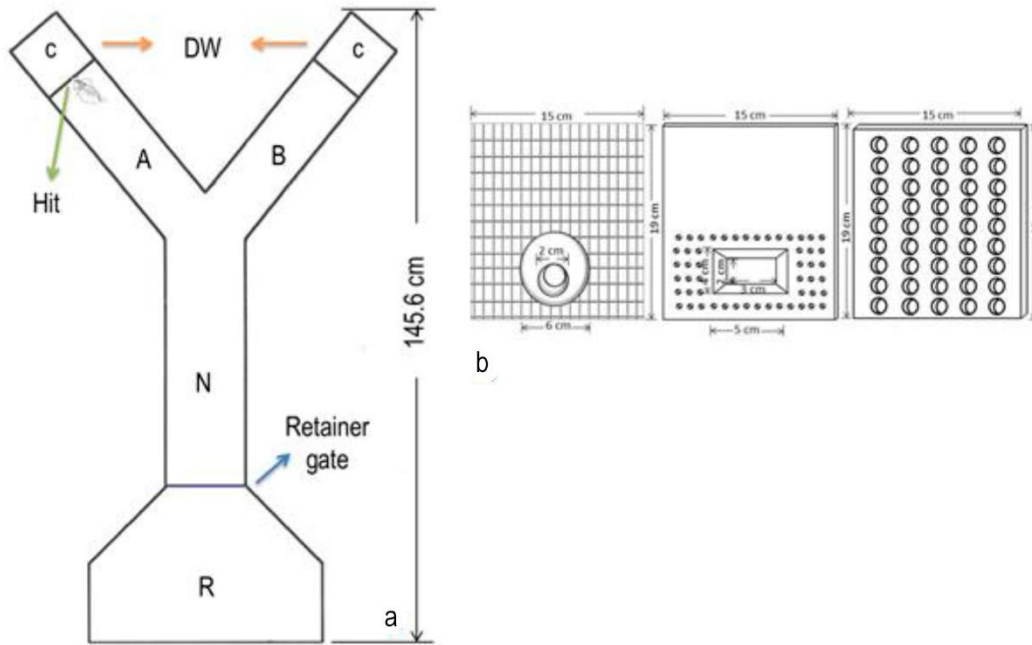 c
DW
c
A
B
Hit
145.6 cm
N
Retainer
gate
R
a
15 cm
15 cm
15 cm
19 cm
19 cm
2 cm
3 cm
6 cm
5 cm
b